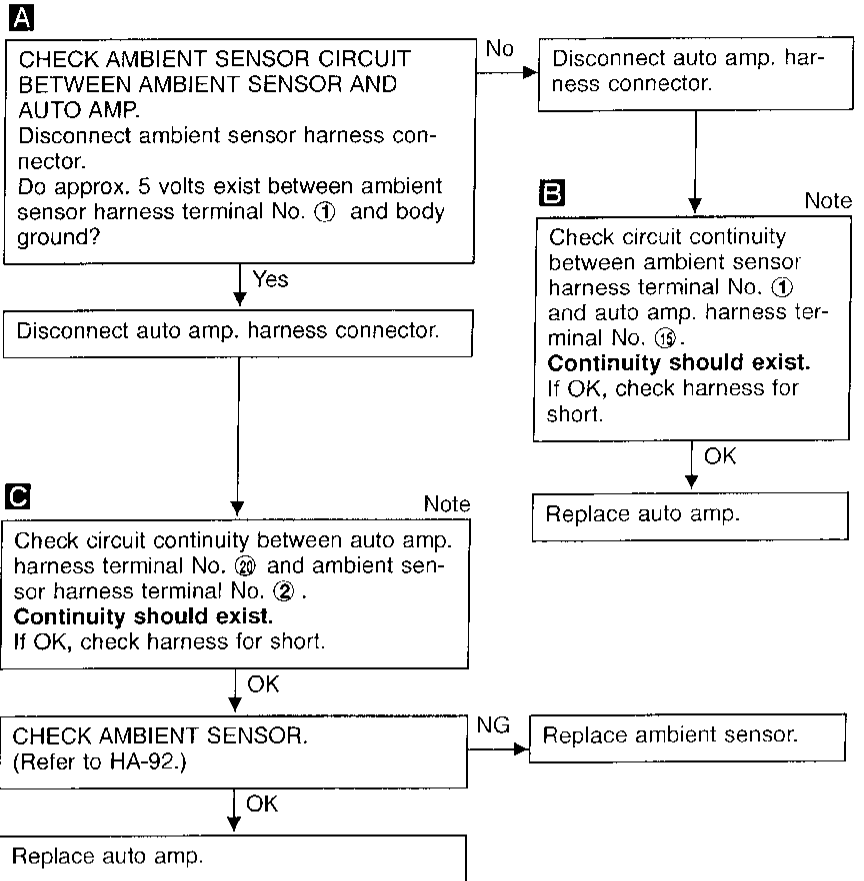 A
CHECK AMBIENT SENSOR CIRCUIT
BETWEEN AMBIENT SENSOR AND
AUTO AMP.
Disconnect ambient sensor harness con-
nector.
Do approx. 5 volts exist between ambient
sensor harness terminal No. ① and body
ground?
No
Disconnect auto amp. har-
ness connector.
B
Note
Check circuit continuity
between ambient sensor
harness terminal No. ①
and auto amp. harness ter-
minal No. ⑮.
Continuity should exist.
If OK, check harness for
short.
OK
Replace auto amp.
Yes
Disconnect auto amp. harness connector.
C
Note
Check circuit continuity between auto amp.
harness terminal No. ⑳ and ambient sen-
sor harness terminal No. ② .
Continuity should exist.
If OK, check harness for short.
OK
CHECK AMBIENT SENSOR.
(Refer to HA-92.)
NG
Replace ambient sensor.
OK
Replace auto amp.